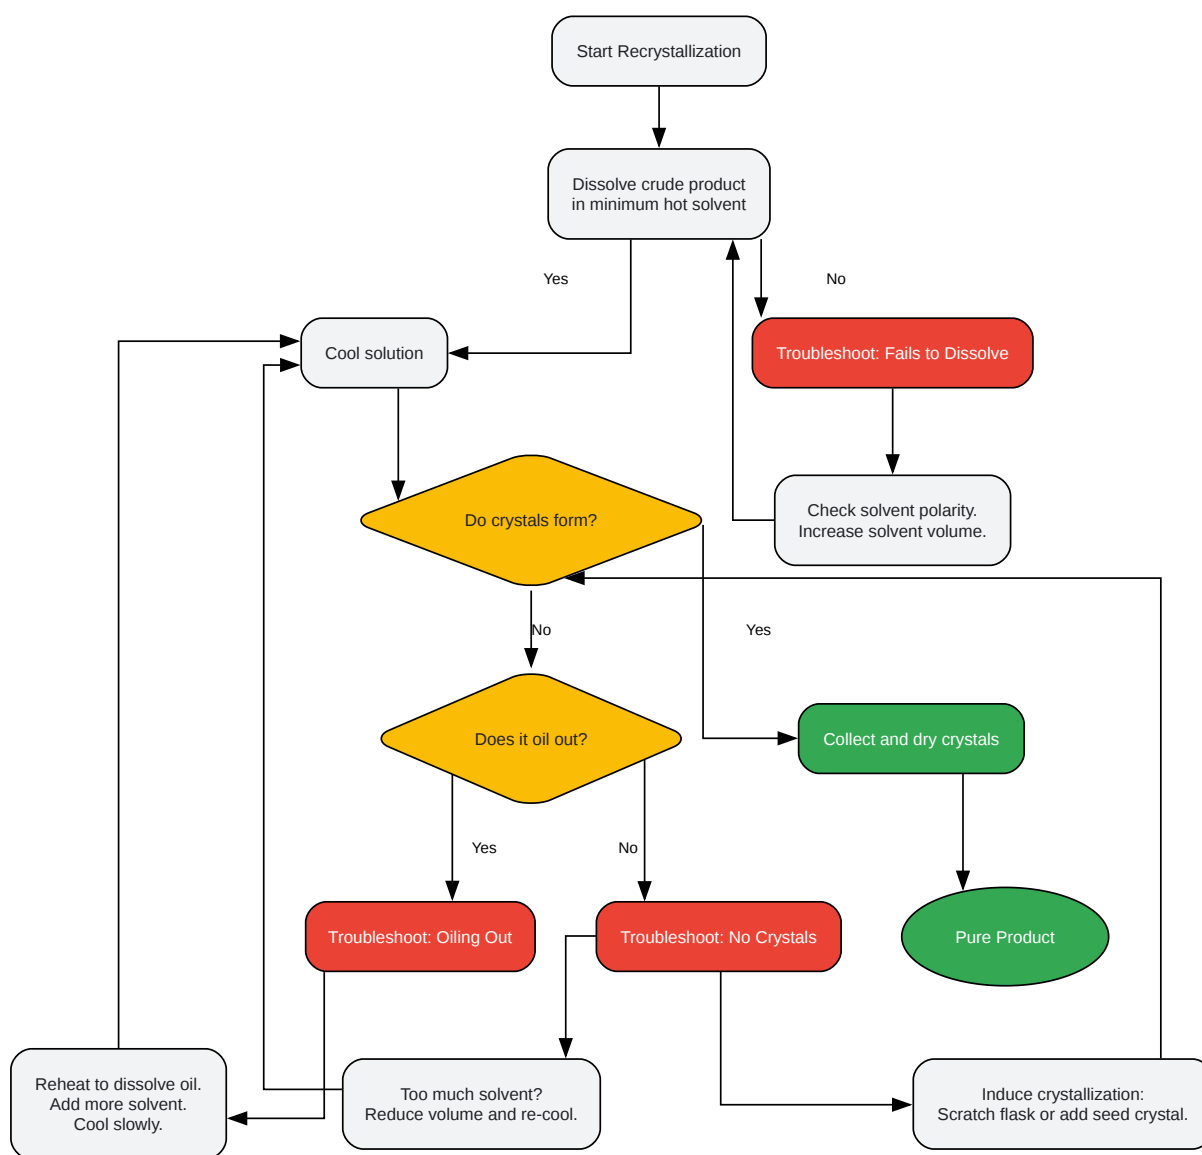 Start Recrystallization
Dissolve crude product
in minimum hot solvent
Yes
No
Cool solution
Troubleshoot: Fails to Dissolve
Check solvent polarity.
Increase solvent volume.
Do crystals form?
No
Yes
Does it oil out?
Collect and dry crystals
Yes
No
Troubleshoot: Oiling Out
Troubleshoot: No Crystals
Pure Product
Reheat to dissolve oil.
Add more solvent.
Cool slowly.
Too much solvent?
Reduce volume and re-cool.
Induce crystallization:
Scratch flask or add seed crystal.